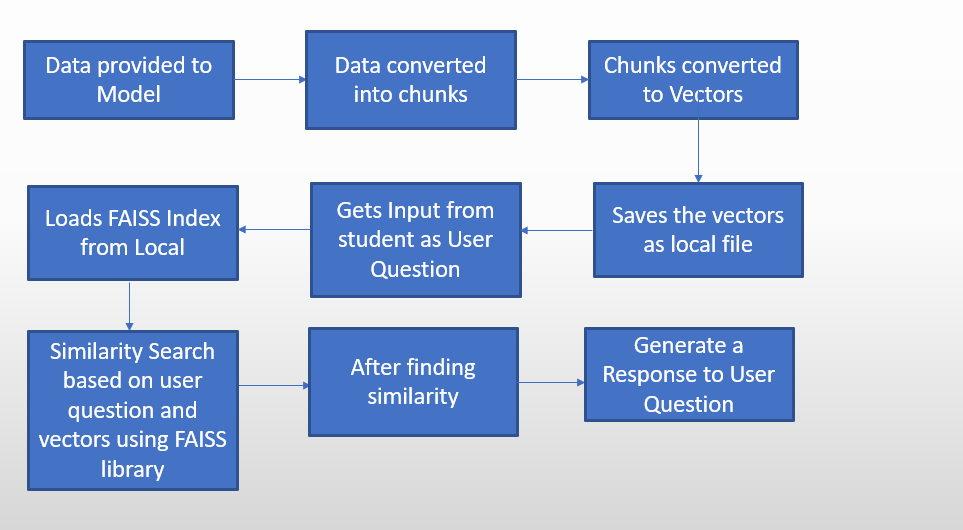 Data provided to
Model
Data converted
into chunks
Chunks converted
to Vectors
Saves the vectors
as local file
Gets Input from
student as User
Question
Loads FAISS Index
from Local
Similarity Search
based on user
question and
vectors using FAISS
library
After finding
similarity
Generate a
Response to User
Question